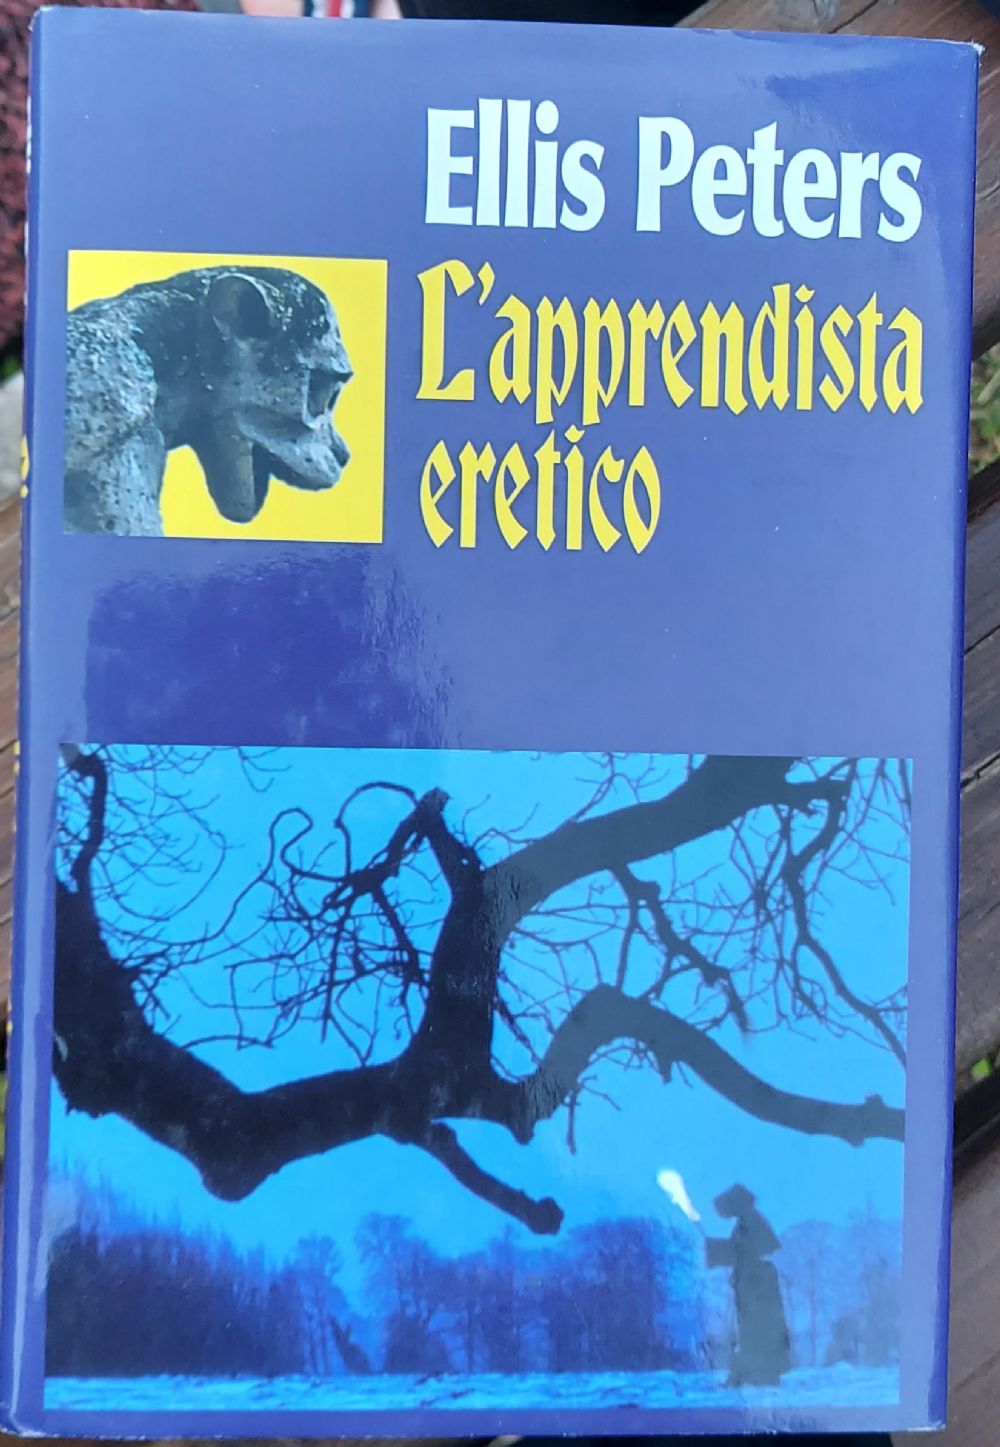 Ellis Peters
L'apprendista
eretico